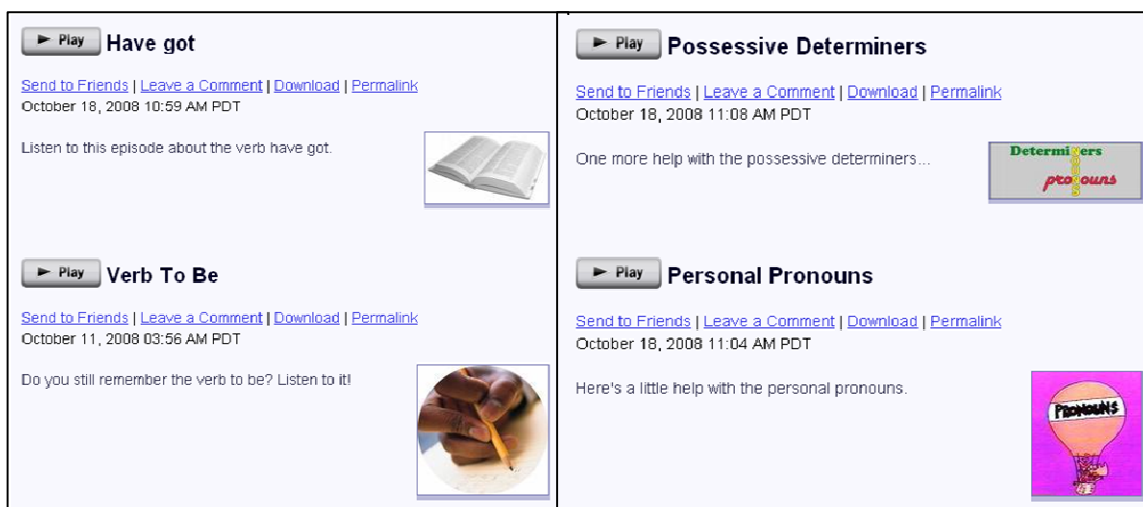 Play Have got
Send to Friends | Leave a Comment | Download | Permalink
October 18, 2008 10:59 AM PDT
Listen to this episode about the verb have got.
Play Verb To Be
Send to Friends | Leave a Comment | Download | Permalink
October 11, 2008 03:56 AM PDT
Do you still remember the verb to be? Listen to it!
Play Possessive Determiners
Send to Friends | Leave a Comment | Download | Permalink
October 18, 2008 11:08 AM PDT
One more help with the possessive determiners...
Determiners
pronouns
Play Personal Pronouns
Send to Friends | Leave a Comment | Download | Permalink
October 18, 2008 11:04 AM PDT
Here's a little help with the personal pronouns.
PRONOUNS